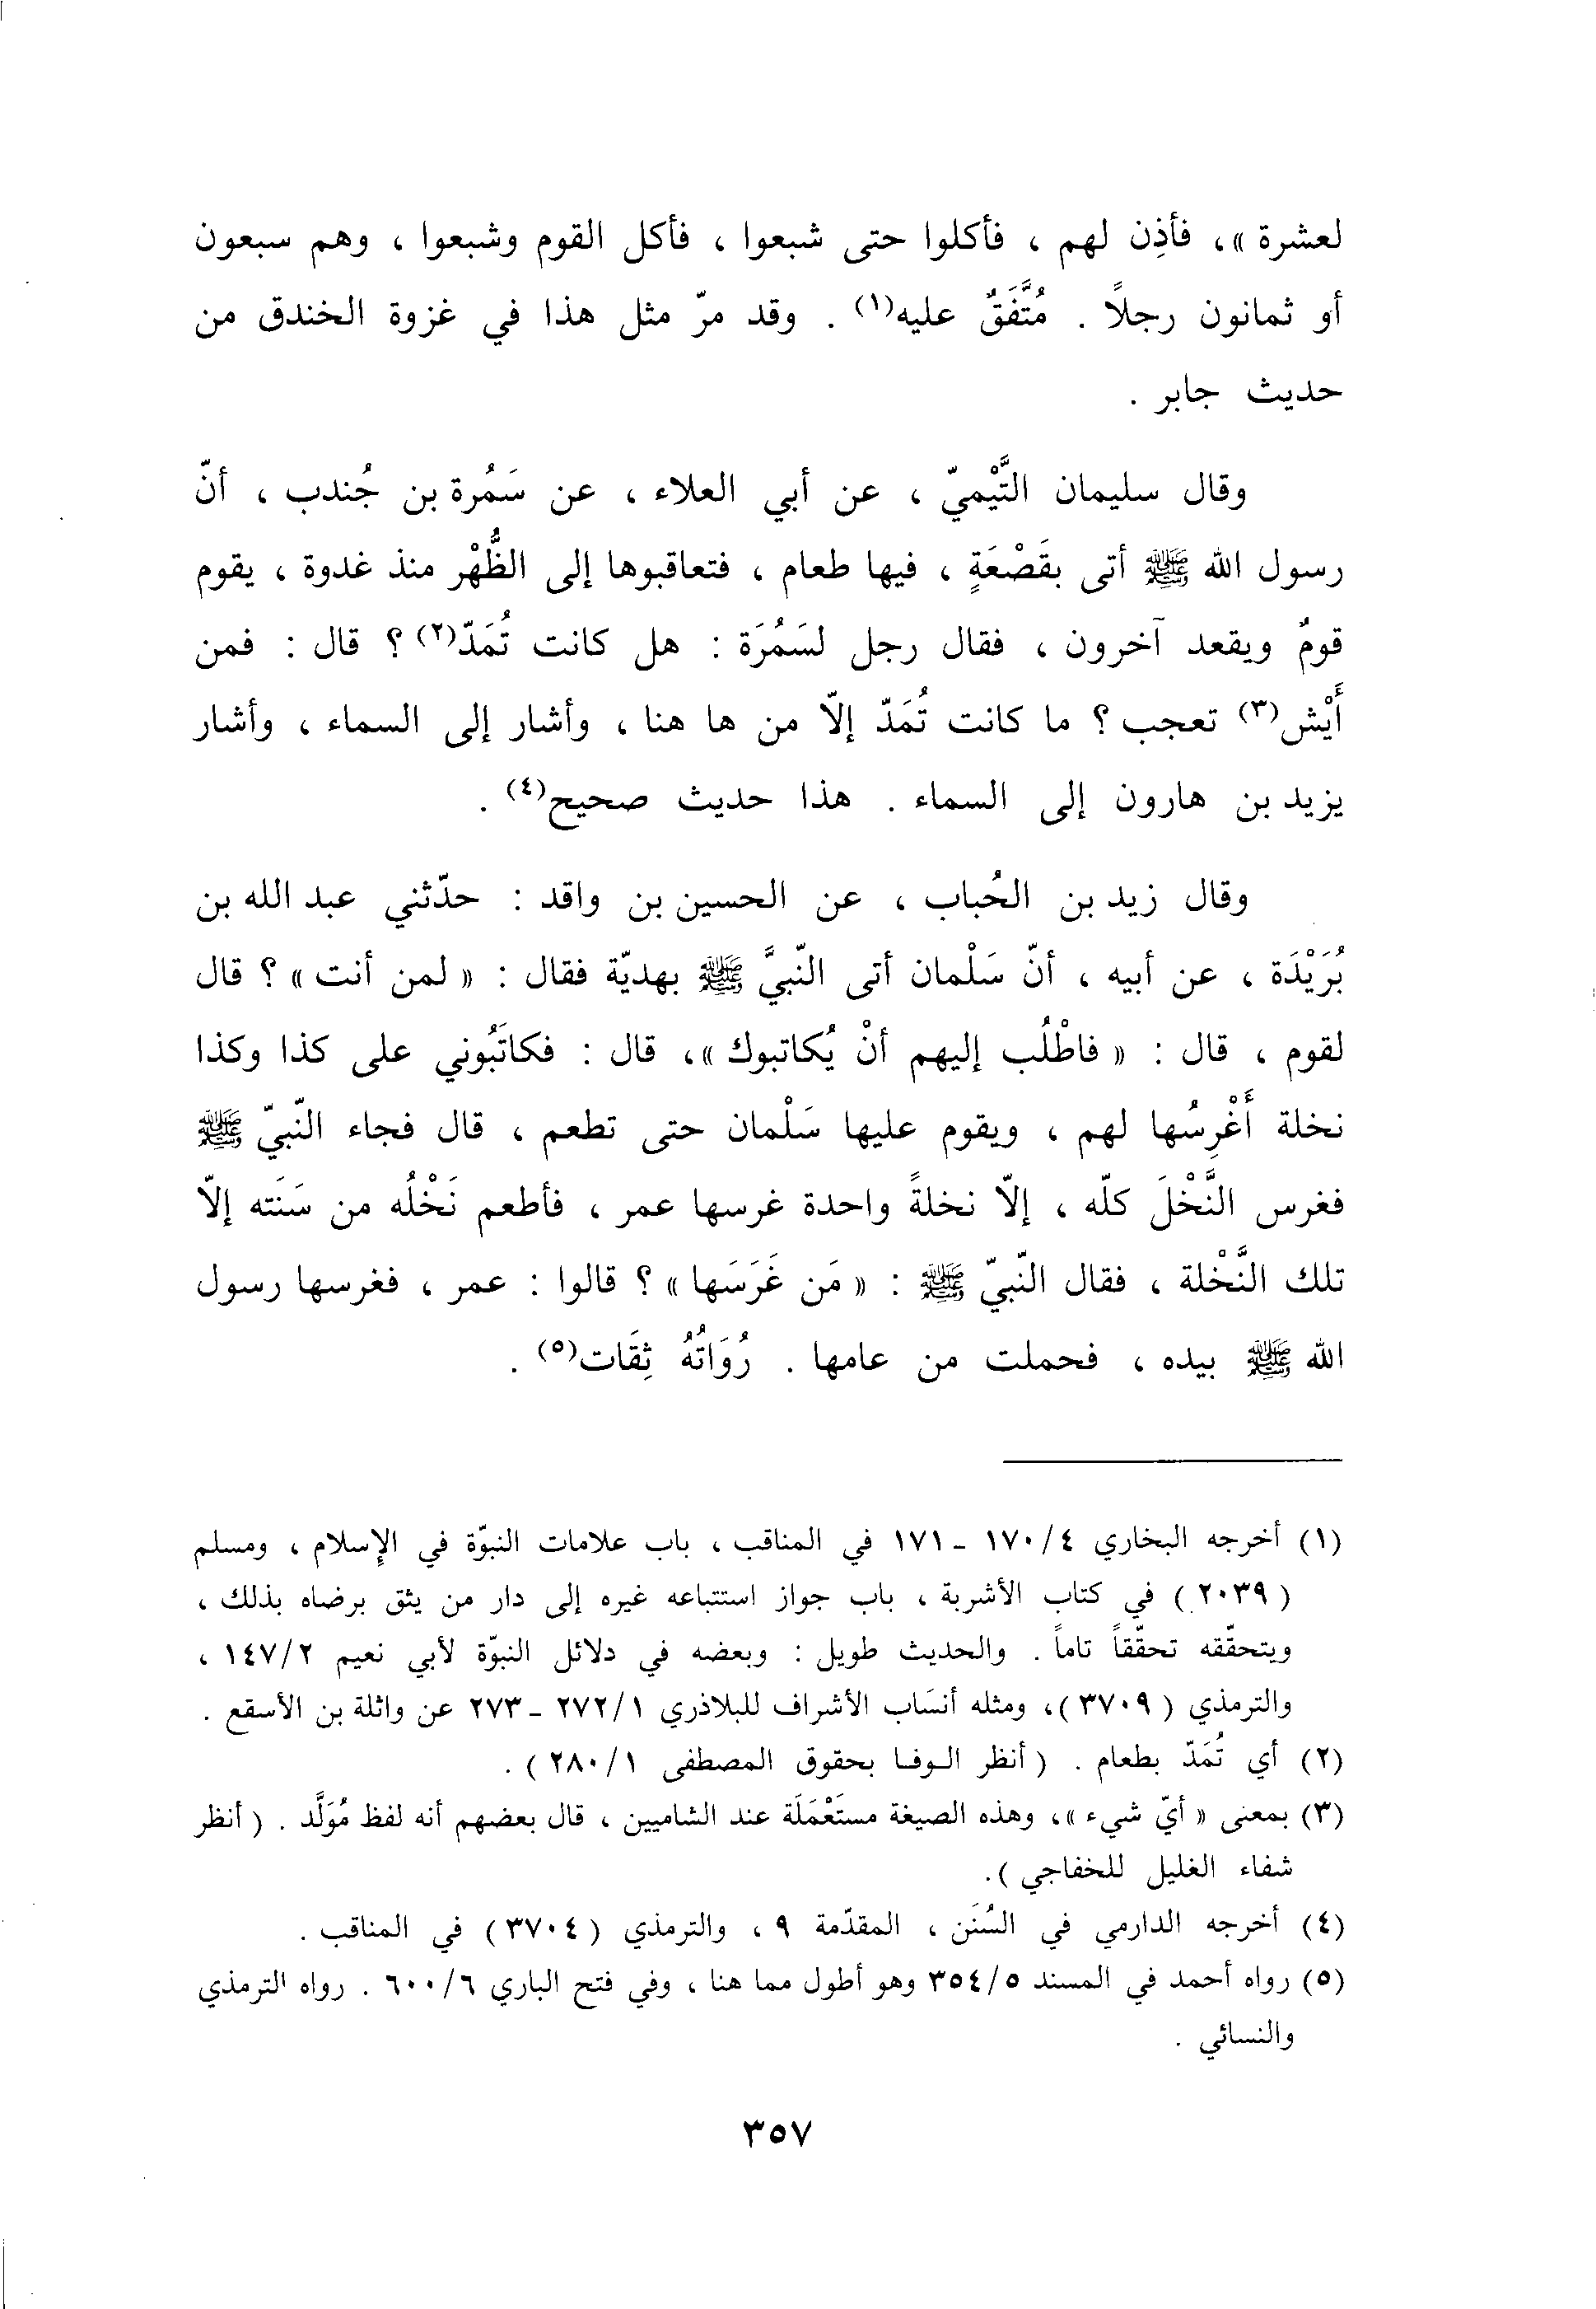 لعشرة »، فأذِن لهم ، فأكلوا حتى شبعوا ، فأكل القوم وشبعوا ، وهم سبعون
أو ثمانون رجلاً . مُتَّفَقٌ عليه(١) . وقد مرّ مثل هذا في غزوة الخندق من
حديث جابر .
وقال سليمان التَّيْميّ ، عن أبي العلاء ، عن سَمُرة بن جُندب ، أنّ
رسول الله ﷺ أتى بقَصْعَةٍ ، فيها طعام ، فتعاقبوها إلى الظُّهْر منذ غدوة ، يقوم
قومٌ ويقعد آخرون ، فقال رجل لسَمُرَة : هل كانت تُمَدّ(٢) ؟ قال : فمن
أَيْش(٣) تعجب ؟ ما كانت تُمَدّ إلاّ من ها هنا ، وأشار إلى السماء ، وأشار
يزيد بن هارون إلى السماء . هذا حديث صحيح(٤) .
وقال زيد بن الحُباب ، عن الحسين بن واقد : حدّثني عبد الله بن
بُرَيْدَة ، عن أبيه ، أنّ سَلْمان أتى النّبيَّ ﷺ بهديّة فقال : « لمن أنت » ؟ قال
لقوم ، قال : « فاطْلُب إليهم أنْ يُكاتبوك »، قال : فكاتَبُوني على كذا وكذا
نخلة أَغْرِسُها لهم ، ويقوم عليها سَلْمان حتى تطعم ، قال فجاء النّبيّ ﷺ
فغرس النَّخْلَ كلّه ، إلاّ نخلةً واحدة غرسها عمر ، فأطعم نَخْلُه من سَنَته إلاّ
تلك النَّخْلة ، فقال النّبيّ ﷺ : « مَن غَرَسَها » ؟ قالوا : عمر ، فغرسها رسول
الله ﷺ بيده ، فحملت من عامها . رُوَاتُهُ ثِقَات(٥) .
(١) أخرجه البخاري ٤/ ١٧٠ ـ ١٧١ في المناقب ، باب علامات النبوّة في الإسلام ، ومسلم
( ٢٠٣٩ ) في كتاب الأشربة ، باب جواز استتباعه غيره إلى دار من يثق برضاه بذلك ،
ويتحقّقه تحقّقاً تاماً . والحديث طويل : وبعضه في دلائل النبوّة لأبي نعيم ٢/ ١٤٧ ،
والترمذي ( ٣٧٠٩ )، ومثله أنسَاب الأشراف للبلاذري ١/ ٢٧٢ ـ ٢٧٣ عن واثلة بن الأسقع .
(٢) أي تُمَدّ بطعام . ( أنظر الوفا بحقوق المصطفى ١/ ٢٨٠ ) .
(٣) بمعنى « أيّ شيء »، وهذه الصيغة مستَعْمَلَة عند الشاميين ، قال بعضهم أنه لفظ مُوَلَّد . ( أنظر
شفاء الغليل للخفاجي ).
(٤) أخرجه الدارمي في السُنَن ، المقدّمة ٩ ، والترمذي ( ٣٧٠٤ ) في المناقب .
(٥) رواه أحمد في المسند ٥/ ٣٥٤ وهو أطول مما هنا ، وفي فتح الباري ٦/ ٦٠٠ . رواه الترمذي
والنسائي .
٣٥٧